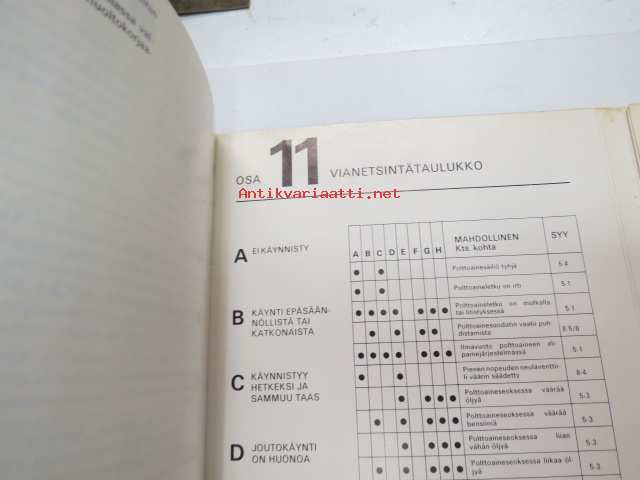 huoltokorjka-
OSA 11 VIANETSINTÄTAULUKKO
Antikvariaatti.net
A EI KÄYNNISTY
B KÄYNTI EPÄSÄÄN-
NÖLLISTÄ TAI
KATKONAISTA
C KÄYNNISTYY
HETKEKSI JA
SAMMUU TAAS
D JOUTOKÄYNTI
ON HUONOA
A B C D E F G H MAHDOLLINEN SYY
Kts. kohta
Polttoainesäiliö tyhjä 5.4
Polttoaineletku on irti 5.1
Polttoaineletku on mutkalla
tai litistyksessä 5.1
Polttoainesuodatin vaatii puh-
distamista 8.5/6
Ilmavuoto polttoaineen
järjestelmässä 5.1
Pienen nopeuden neulaventtii-
li väärin säädetty 8.4
Polttoaineseoksessa väärää
öljyä 5.3
Polttoaineseoksessa väärää
bensiiniä 5.3
Polttoaineseoksessa liian
vähän öljyä 5.3
Polttoaineseoksessa liikaa öl-
jyä 5.3